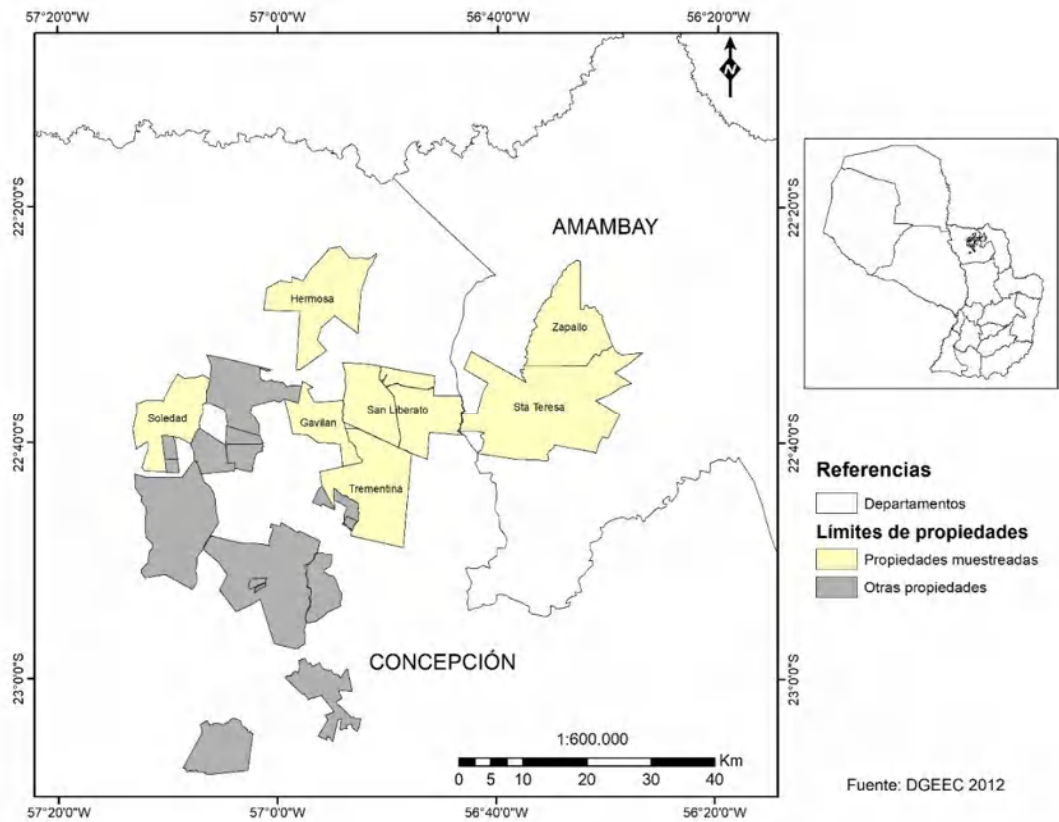 57°20'0"W 57°0'0"W 56°40'0"W 56°20'0"W
N
22°20'0"S 22°20'0"S
AMAMBAY
Hermosa
Zapallo
Soledad
Gavilan
San Liberato
Sta Teresa
22°40'0"S 22°40'0"S
Trementina
Referencias
Departamentos
Límites de propiedades
Propiedades muestreadas
Otras propiedades
CONCEPCIÓN
23°0'0"S 23°0'0"S
1:600.000
Km
0 5 10 20 30 40
Fuente: DGEEC 2012
57°20'0"W 57°0'0"W 56°40'0"W 56°20'0"W